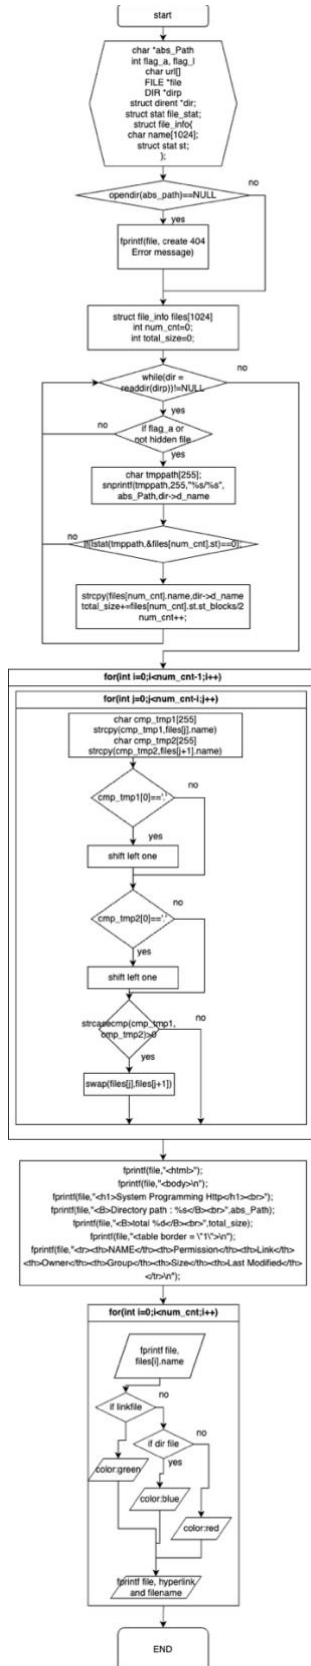 start
char *abs_Path
int flag_a, flag_l
char url[]
FILE *file
DIR *dirp
struct dirent *dir;
struct stat file_stat;
struct file_info{
char name[1024];
struct stat st;
};
no
opendir(abs_path)==NULL
yes
fprintf(file, create 404
Error message)
struct file_info files[1024]
int num_cnt=0;
int total_size=0;
while(dir =
readdir(dirp))!=NULL
no
yes
no
if flag_a or
not hidden file
yes
char tmppath[255];
snprintf(tmppath,255,"%s/%s",
abs_Path,dir->d_name
no
if(lstat(tmppath,&files[num_cnt].st)==0);
strcpy(files[num_cnt].name,dir->d_name
total_size+=files[num_cnt].st.st_blocks/2
num_cnt++;
for(int i=0;i<num_cnt-1;i++)
for(int j=0;j<num_cnt-i;j++)
char cmp_tmp1[255]
strcpy(cmp_tmp1,files[j].name)
char cmp_tmp2[255]
strcpy(cmp_tmp2,files[j+1].name)
no
cmp_tmp1[0]=='.'
yes
shift left one
no
cmp_tmp2[0]=='.'
yes
shift left one
no
strcasecmp(cmp_tmp1,
cmp_tmp2)>0
yes
swap(files[j],files[j+1])
fprintf(file,"<html>");
fprintf(file,"<body>\n");
fprintf(file,"<h1>System Programming Http</h1><br>");
fprintf(file,"<B>Directory path : %s</B><br>",abs_Path);
fprintf(file,"<B>total %d</B><br>",total_size);
fprintf(file,"<table border = \"1\">\n");
fprintf(file,"<tr><th>NAME</th><th>Permission</th><th>Link</th>
<th>Owner</th><th>Group</th><th>Size</th><th>Last Modified</th>
</tr>\n");
for(int i=0;i<num_cnt;i++)
fprintf file,
files[i].name
no
if linkfile
no
if dir file
yes
color:green
color:blue
color:red
fprintf file, hyperlink
and filename
END